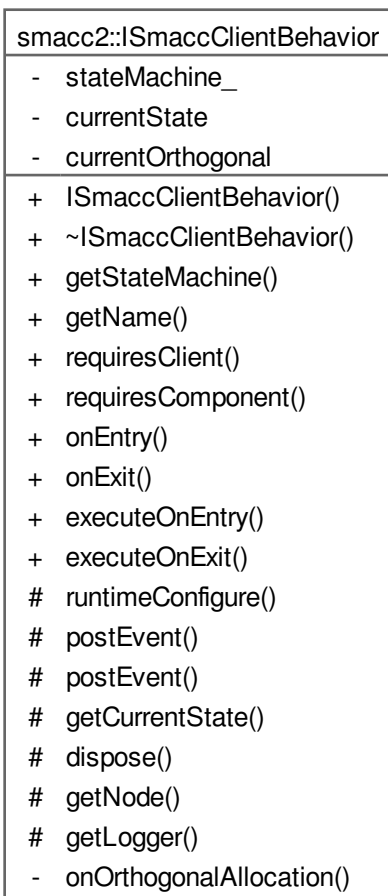 smacc2::ISmaccClientBehavior
- stateMachine_
- currentState
- currentOrthogonal
+ ISmaccClientBehavior()
+ ~ISmaccClientBehavior()
+ getStateMachine()
+ getName()
+ requiresClient()
+ requiresComponent()
+ onEntry()
+ onExit()
+ executeOnEntry()
+ executeOnExit()
# runtimeConfigure()
# postEvent()
# postEvent()
# getCurrentState()
# dispose()
# getNode()
# getLogger()
- onOrthogonalAllocation()